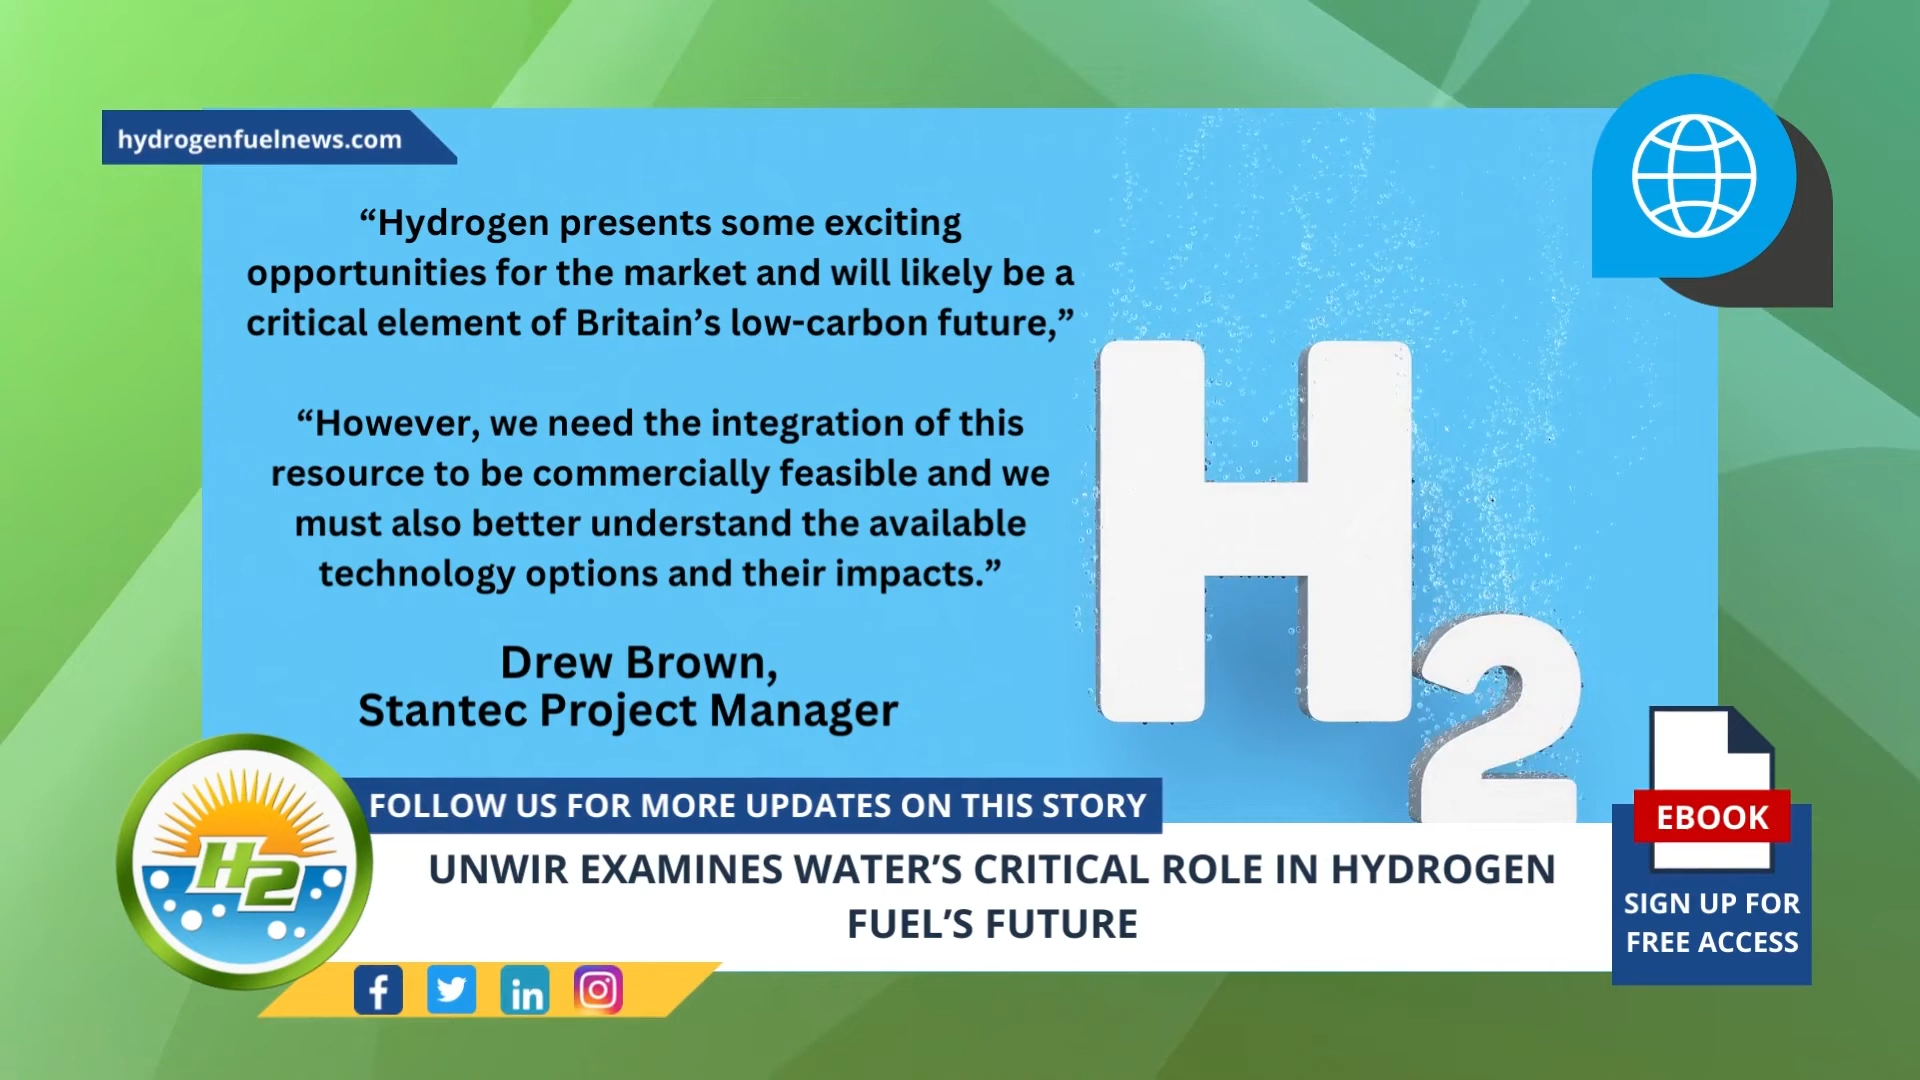 hydrogenfuelnews.com
“Hydrogen presents some exciting
opportunities for the market and will likely be a
critical element of Britain’s low-carbon future,”
“However, we need the integration of this
resource to be commercially feasible and we
must also better understand the available
technology options and their impacts.”
Drew Brown,
Stantec Project Manager
H2
FOLLOW US FOR MORE UPDATES ON THIS STORY
H2
UNWIR EXAMINES WATER’S CRITICAL ROLE IN HYDROGEN
FUEL’S FUTURE
EBOOK
SIGN UP FOR
FREE ACCESS
f
in